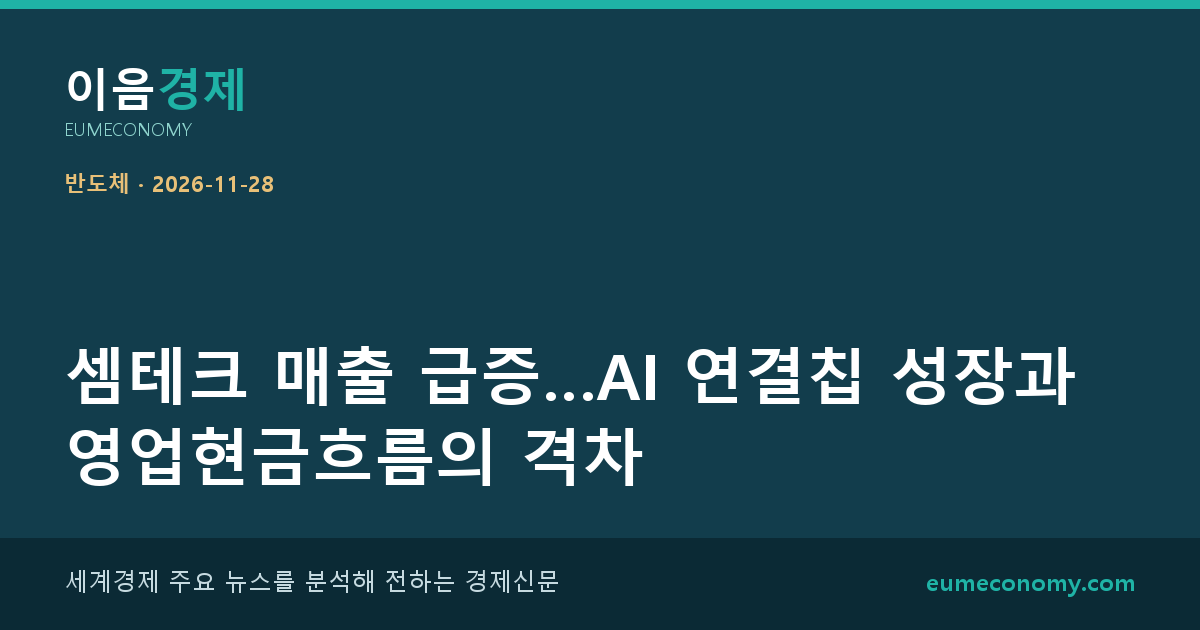 이음경제
EUMECONOMY
반도체 · 2026-11-28
셈테크 매출 급증...AI 연결칩 성장과
영업현금흐름의 격차
세계경제 주요 뉴스를 분석해 전하는 경제신문
eumeconomy.com